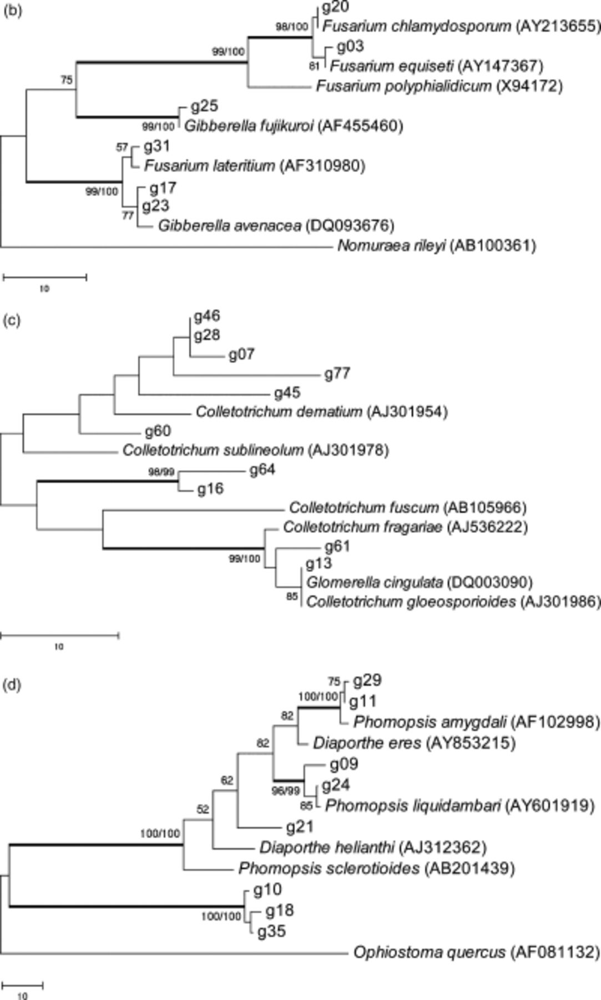 (b)
g20
98/100
Fusarium chlamydosporum (AY213655)
g03
99/100
81
Fusarium equiseti (AY147367)
75
Fusarium polyphialidicum (X94172)
g25
99/100
Gibberella fujikuroi (AF455460)
57
g31
Fusarium lateritium (AF310980)
99/100
g17
g23
77
Gibberella avenacea (DQ093676)
Nomuraea rileyi (AB100361)
10
(c)
g46
g28
g07
g77
g45
Colletotrichum dematium (AJ301954)
g60
Colletotrichum sublineolum (AJ301978)
98/99
g64
g16
Colletotrichum fuscum (AB105966)
Colletotrichum fragariae (AJ536222)
99/100
g61
g13
Glomerella cingulata (DQ003090)
85
Colletotrichum gloeosporioides (AJ301986)
10
(d)
75
g29
100/100
g11
82
Phomopsis amygdali (AF102998)
82
Diaporthe eres (AY853215)
g09
62
96/99
g24
85
Phomopsis liquidambari (AY601919)
52
g21
100/100
Diaporthe helianthi (AJ312362)
Phomopsis sclerotioides (AB201439)
g10
100/100
g18
g35
Ophiostoma quercus (AF081132)
10